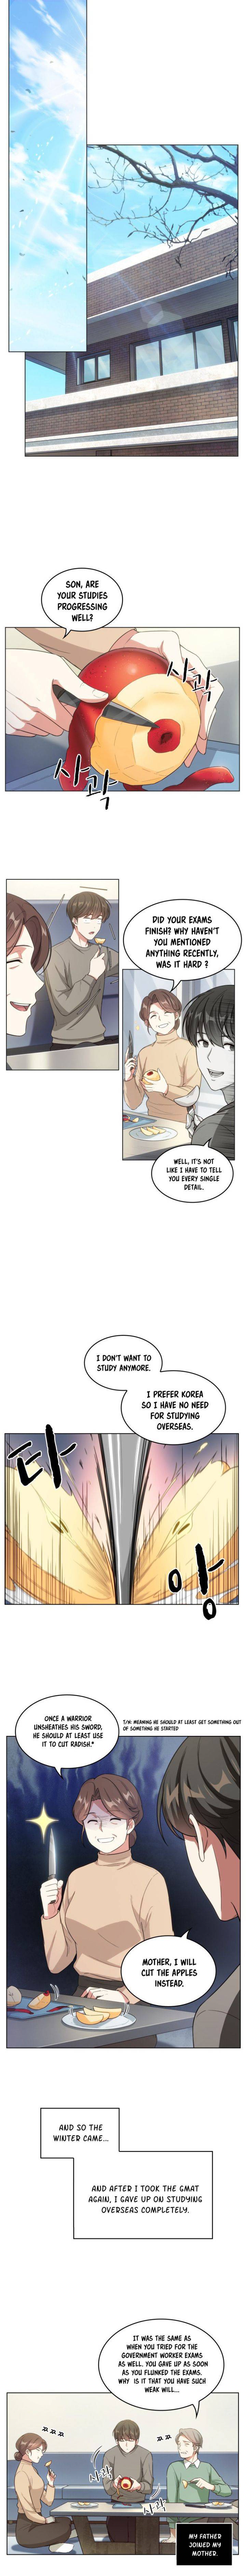 SON, ARE
YOUR STUDIES
PROGRESSING
WELL?
사각
사각
DID YOUR EXAMS
FINISH? WHY HAVEN'T
YOU MENTIONED
ANYTHING RECENTLY,
WAS IT HARD ?
WELL, IT'S NOT
LIKE I HAVE TO TELL
YOU EVERY SINGLE
DETAIL.
I DON'T WANT TO
STUDY ANYMORE.
I PREFER KOREA
SO I HAVE NO NEED
FOR STUDYING
OVERSEAS.
타
앙
ONCE A WARRIOR
UNSHEATHES HIS SWORD,
HE SHOULD AT LEAST USE
IT TO CUT RADISH.*
T/N: MEANING HE SHOULD AT LEAST GET SOMETHING OUT
OF SOMETHING HE STARTED
MOTHER, I WILL
CUT THE APPLES
INSTEAD.
AND SO THE
WINTER CAME...
AND AFTER I TOOK THE GMAT
AGAIN, I GAVE UP ON STUDYING
OVERSEAS COMPLETELY.
IT WAS THE SAME AS
WHEN YOU TRIED FOR THE
GOVERNMENT WORKER EXAMS
AS WELL. YOU GAVE UP AS SOON
AS YOU FLUNKED THE EXAMS.
WHY IS IT THAT YOU HAVE SUCH
WEAK WILL...
사각
사각
MY FATHER
JOINED MY
MOTHER.